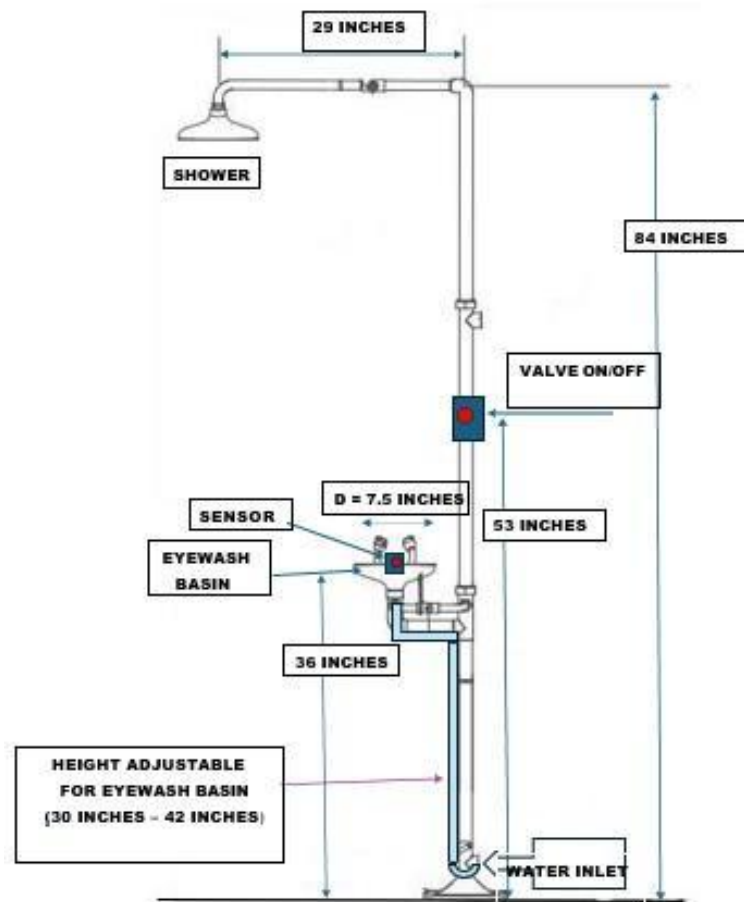 29 INCHES
SHOWER
84 INCHES
VALVE ON/OFF
D = 7.5 INCHES
SENSOR
53 INCHES
EYEWASH
BASIN
36 INCHES
HEIGHT ADJUSTABLE
FOR EYEWASH BASIN
(30 INCHES – 42 INCHES)
WATER INLET